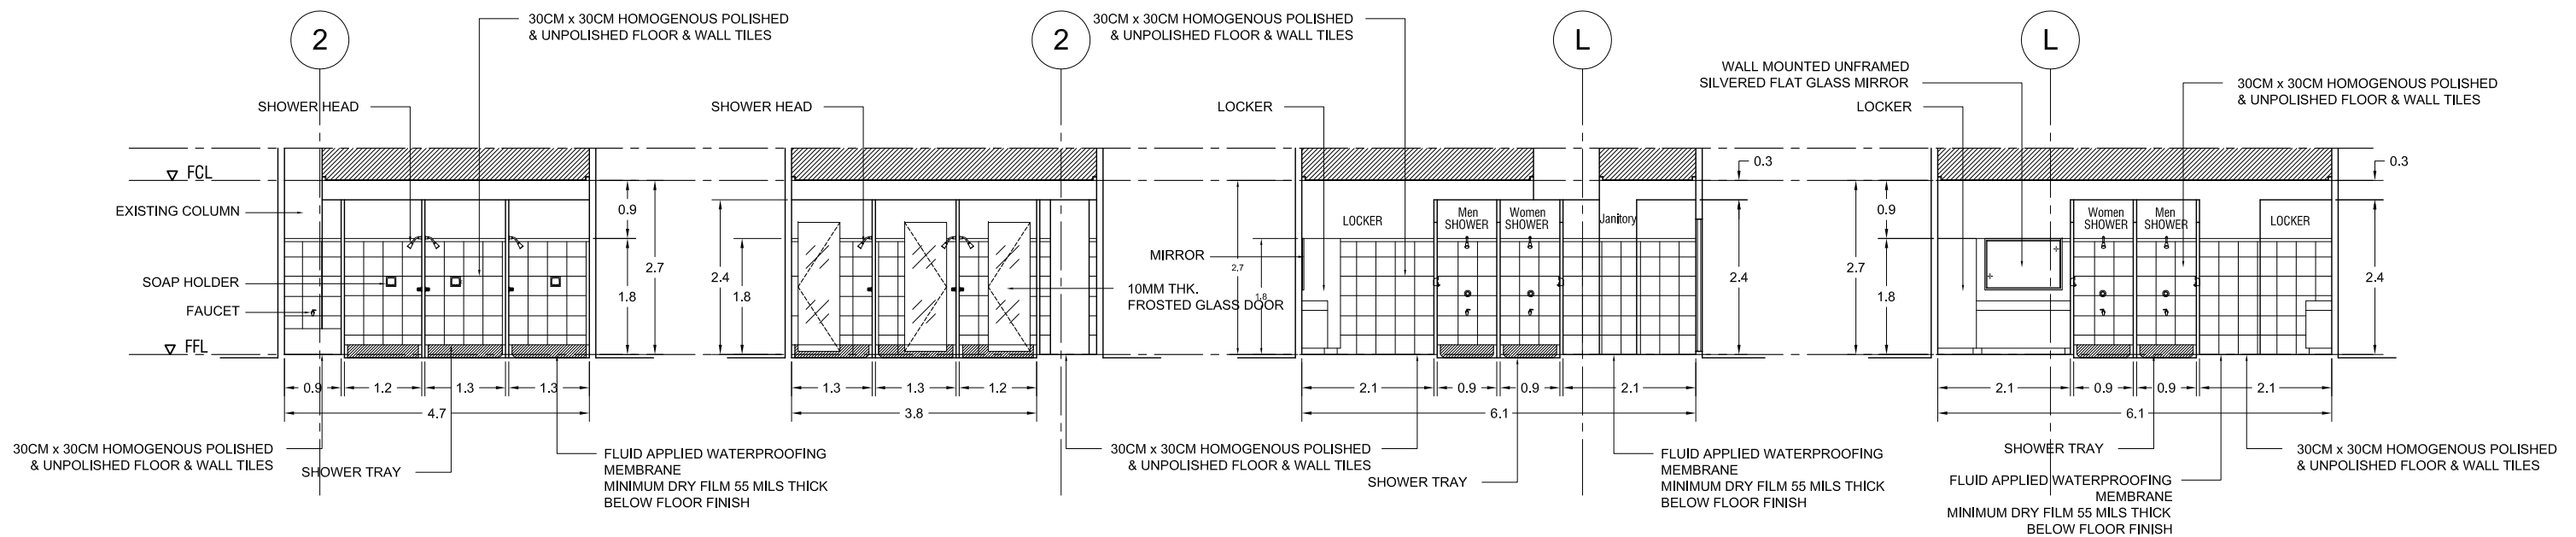 2
30CM x 30CM HOMOGENOUS POLISHED
& UNPOLISHED FLOOR & WALL TILES
SHOWER HEAD
FCL
EXISTING COLUMN
SOAP HOLDER
FAUCET
FFL
0.9
1.8
2.7
0.9
1.2
1.3
1.3
4.7
30CM x 30CM HOMOGENOUS POLISHED
& UNPOLISHED FLOOR & WALL TILES
SHOWER TRAY
FLUID APPLIED WATERPROOFING
MEMBRANE
MINIMUM DRY FILM 55 MILS THICK
BELOW FLOOR FINISH
2
SHOWER HEAD
2.4
1.8
10MM THK.
FROSTED GLASS DOOR
1.3
1.3
1.2
3.8
30CM x 30CM HOMOGENOUS POLISHED
& UNPOLISHED FLOOR & WALL TILES
30CM x 30CM HOMOGENOUS POLISHED
& UNPOLISHED FLOOR & WALL TILES
L
LOCKER
0.3
LOCKER
Men
SHOWER
Women
SHOWER
Janitory
MIRROR
2.7
1.8
2.4
2.1
0.9
0.9
2.1
6.1
SHOWER TRAY
FLUID APPLIED WATERPROOFING
MEMBRANE
MINIMUM DRY FILM 55 MILS THICK
BELOW FLOOR FINISH
L
WALL MOUNTED UNFRAMED
SILVERED FLAT GLASS MIRROR
LOCKER
30CM x 30CM HOMOGENOUS POLISHED
& UNPOLISHED FLOOR & WALL TILES
0.3
0.9
2.7
1.8
Women
SHOWER
Men
SHOWER
LOCKER
2.4
2.1
0.9
0.9
2.1
6.1
SHOWER TRAY
30CM x 30CM HOMOGENOUS POLISHED
& UNPOLISHED FLOOR & WALL TILES
FLUID APPLIED WATERPROOFING
MEMBRANE
MINIMUM DRY FILM 55 MILS THICK
BELOW FLOOR FINISH